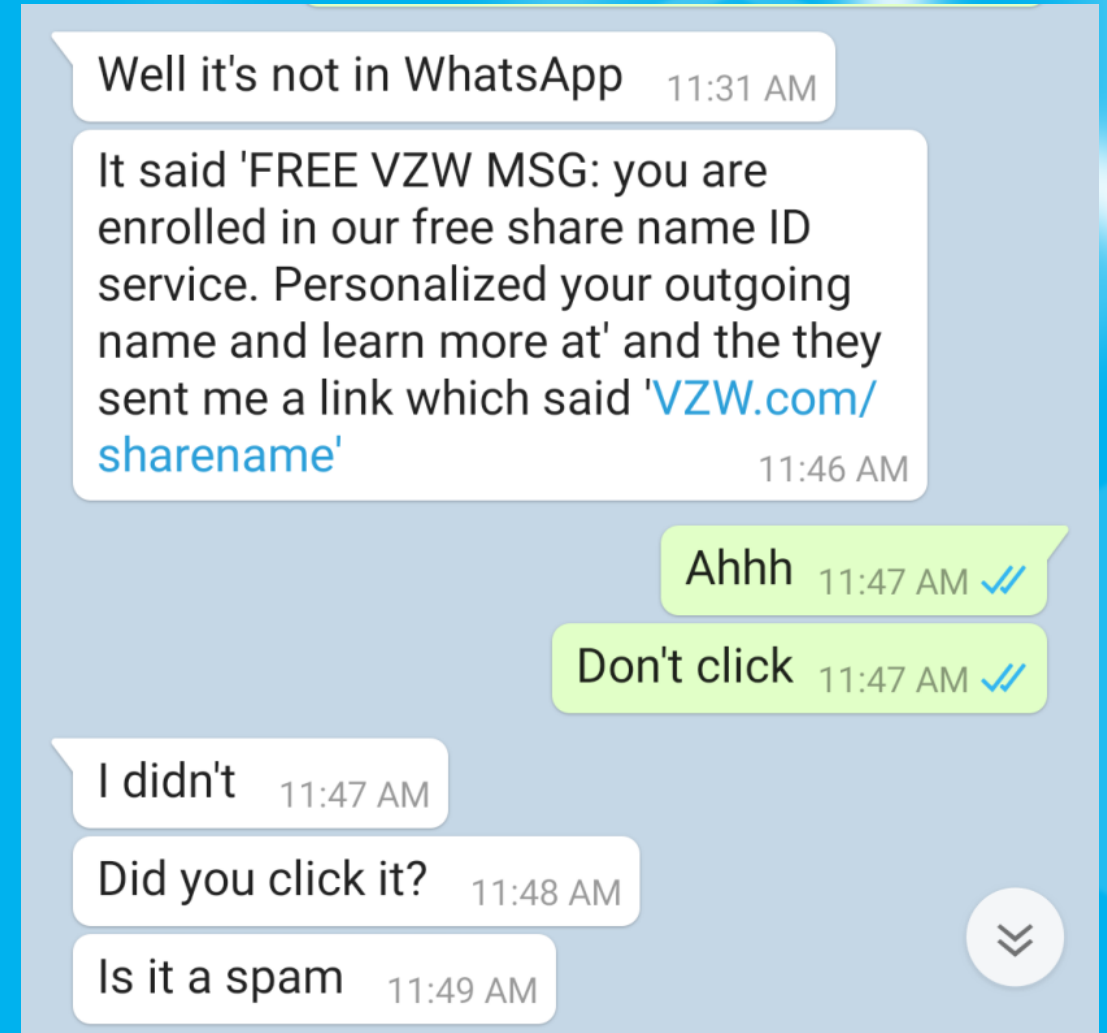 Well it's not in WhatsApp 11:31 AM
It said 'FREE VZW MSG: you are
enrolled in our free share name ID
service. Personalized your outgoing
name and learn more at' and the they
sent me a link which said 'VZW.com/
sharename' 11:46 AM
Ahhh 11:47 AM
Don't click 11:47 AM
I didn't 11:47 AM
Did you click it? 11:48 AM
Is it a spam 11:49 AM